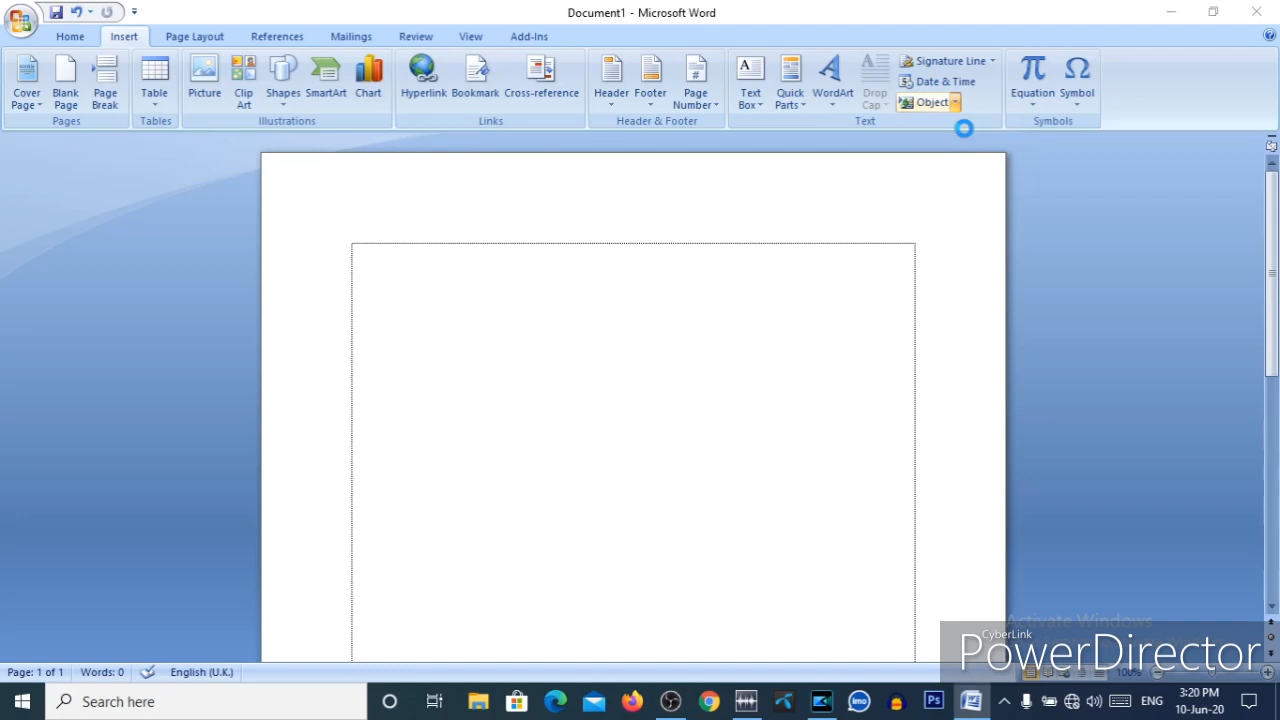 Document1 - Microsoft Word
Home Insert Page Layout References Mailings Review View Add-Ins
Cover Page
Blank Page
Page Break
Table
Picture
Clip Art
Shapes
SmartArt
Chart
Hyperlink
Bookmark
Cross-reference
Header
Footer
Page Number
Text Box
Quick Parts
WordArt
Drop Cap
Signature Line
Date & Time
Object
Equation
Symbol
Pages Tables Illustrations Links Header & Footer Text Symbols
Activate Windows
CyberLink
PowerDirector
Page: 1 of 1 Words: 0 English (U.K.) 100%
Search here
ENG
3:20 PM
10-Jun-20